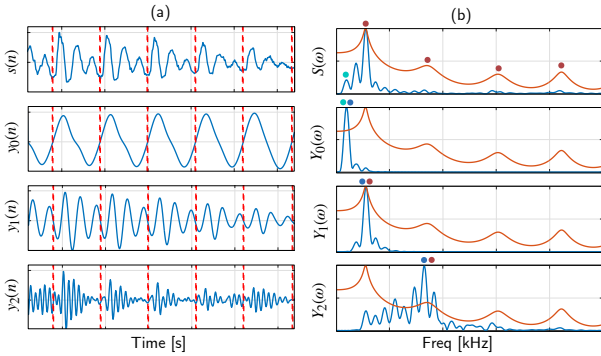 (a)
s(n)
y₀(n)
y₁(n)
y₂(n)
Time [s]
(b)
S(ω)
Y₀(ω)
Y₁(ω)
Y₂(ω)
Freq [kHz]